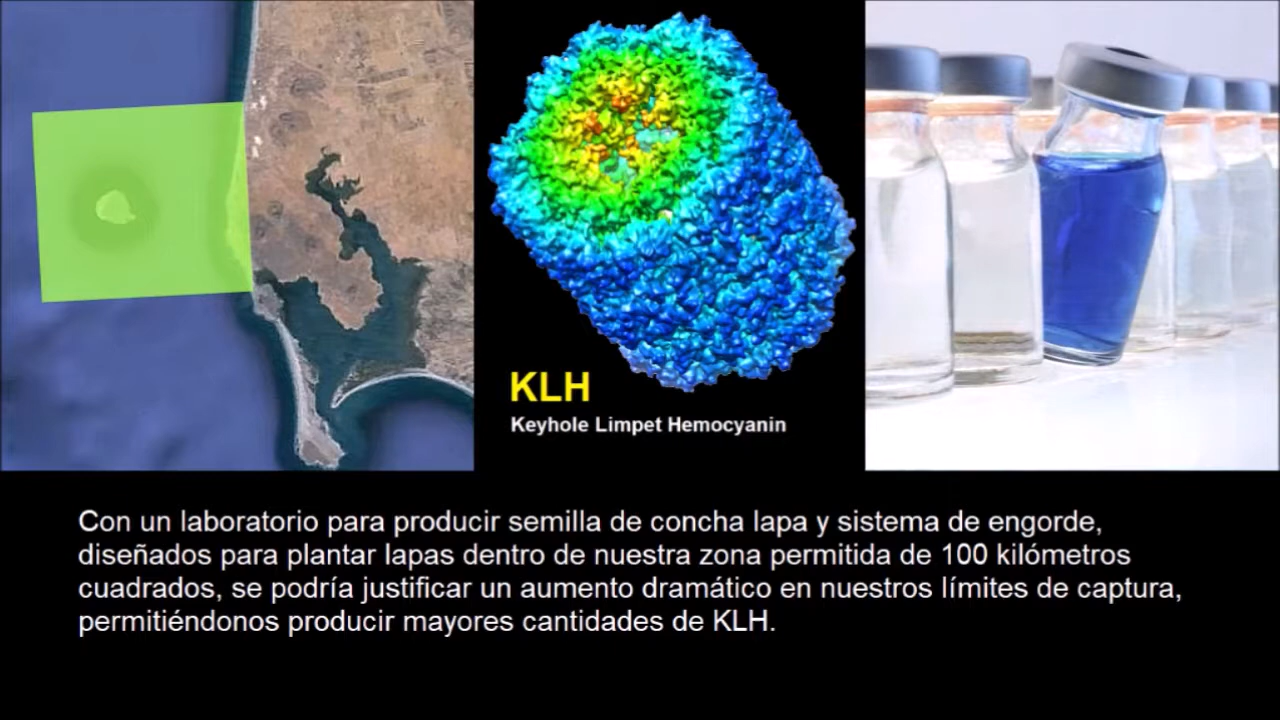 KLH
Keyhole Limpet Hemocyanin
Con un laboratorio para producir semilla de concha lapa y sistema de engorde,
diseñados para plantar lapas dentro de nuestra zona permitida de 100 kilómetros
cuadrados, se podría justificar un aumento dramático en nuestros límites de captura,
permitiéndonos producir mayores cantidades de KLH.